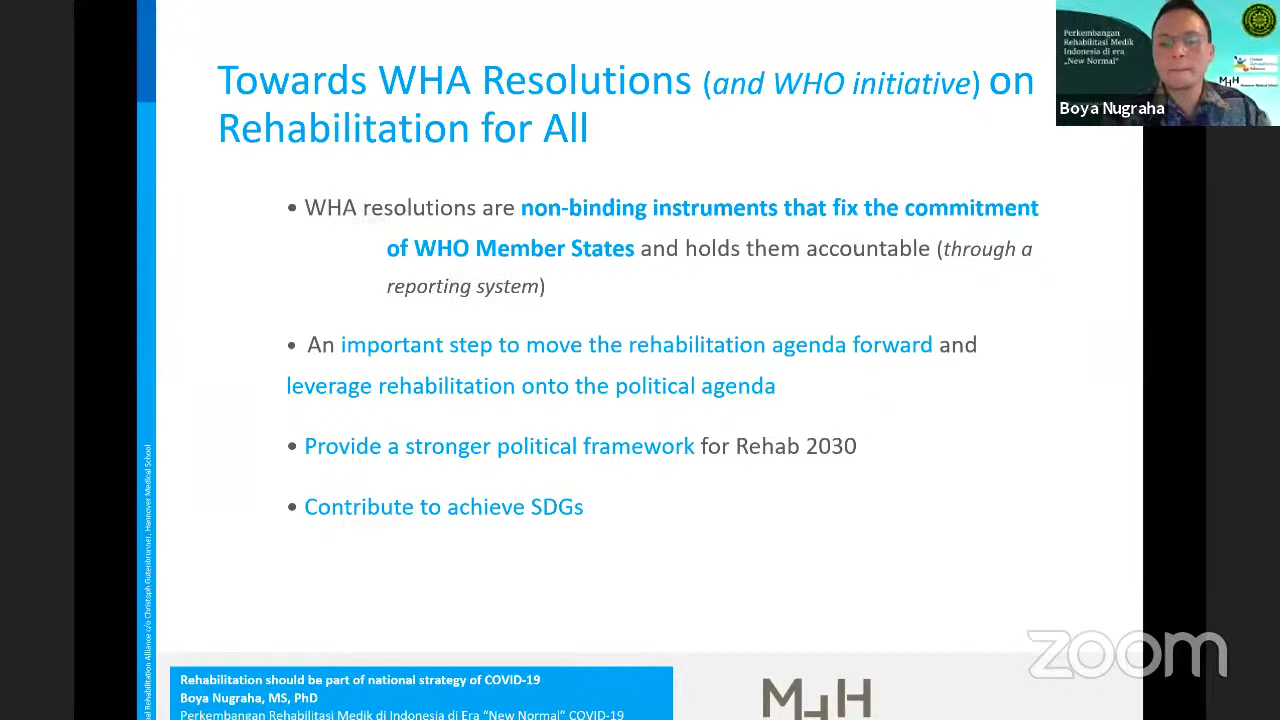 Towards WHA Resolutions (and WHO initiative) on
Rehabilitation for All
• WHA resolutions are non-binding instruments that fix the commitment
of WHO Member States and holds them accountable (through a
reporting system)
• An important step to move the rehabilitation agenda forward and
leverage rehabilitation onto the political agenda
• Provide a stronger political framework for Rehab 2030
• Contribute to achieve SDGs
Rehabilitation Alliance c/o Christoph Gutenbrunner, Hannover Medical School
Rehabilitation should be part of national strategy of COVID-19
Boya Nugraha, MS, PhD
Perkembangan Rehabilitasi Medik di Indonesia di Era “New Normal” COVID-19
MHH
zoom
Perkembangan
Rehabilitasi Medik
Indonesia di era
„New Normal“
MHH
Boya Nugraha